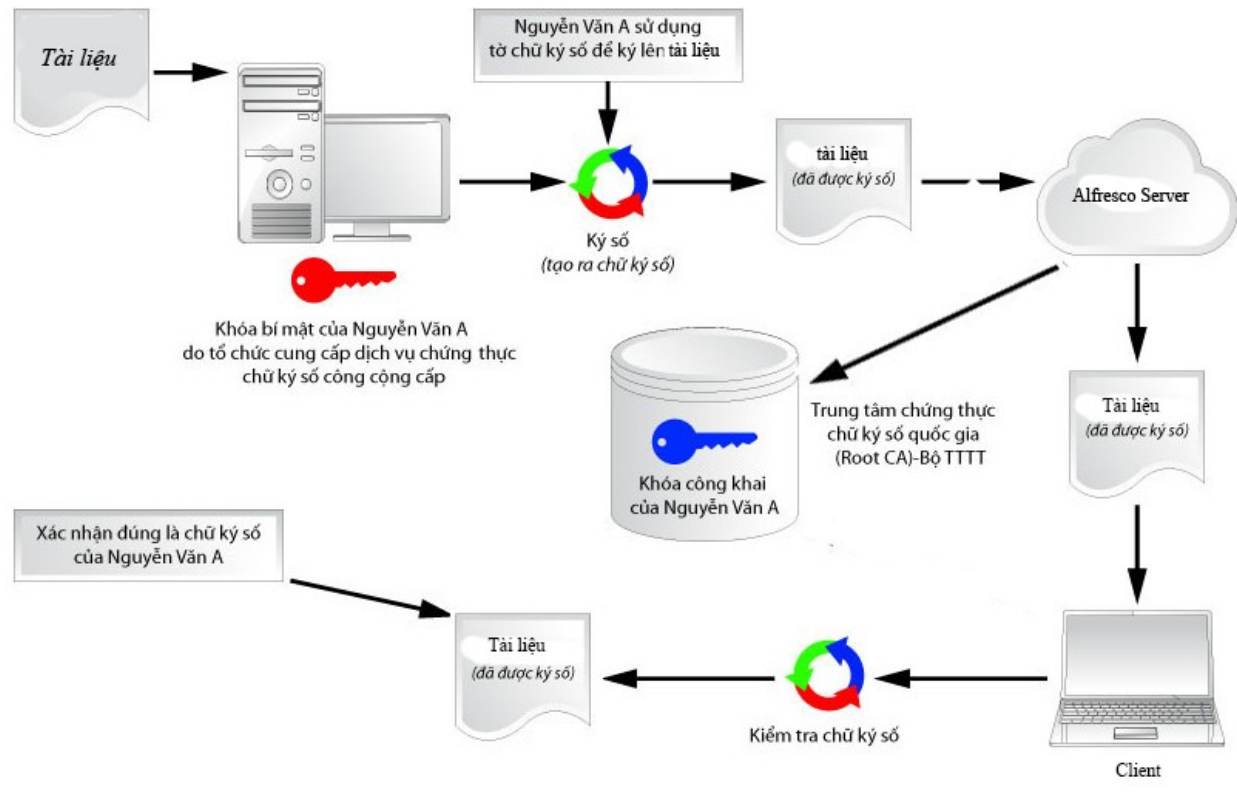 Tài liệu
Nguyễn Văn A sử dụng
tờ chữ ký số để ký lên tài liệu
tài liệu
(đã được ký số)
Alfresco Server
Ký số
(tạo ra chữ ký số)
Khóa bí mật của Nguyễn Văn A
do tổ chức cung cấp dịch vụ chứng thực
chữ ký số công cộng cấp
Trung tâm chứng thực
chữ ký số quốc gia
(Root CA)-Bộ TTTT
Tài liệu
(đã được ký số)
Khóa công khai
của Nguyễn Văn A
Xác nhận đúng là chữ ký số
của Nguyễn Văn A
Tài liệu
(đã được ký số)
Kiểm tra chữ ký số
Client